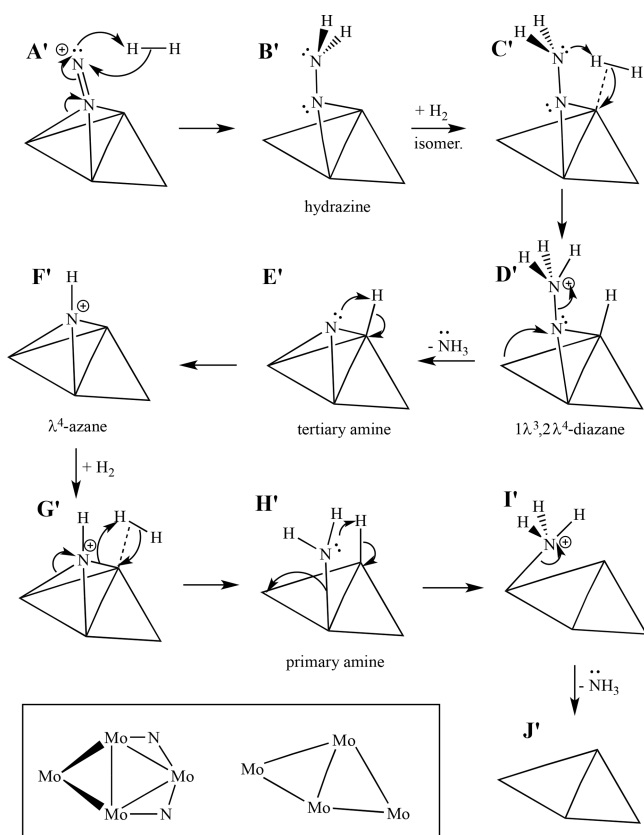 A' ⊕ N N H H
B' H H N N
hydrazine
+ H₂
isomer.
C' H H N N H H
F' H N ⊕
λ⁴-azane
E' N H
tertiary amine
- NH₃
D' H H H N ⊕ N H
1λ³,2λ⁴-diazane
+ H₂
G' H N ⊕ H H
H' H H N H
primary amine
I' H H H N ⊕
- NH₃
J'
Mo N
Mo Mo
Mo N
Mo
Mo
Mo Mo